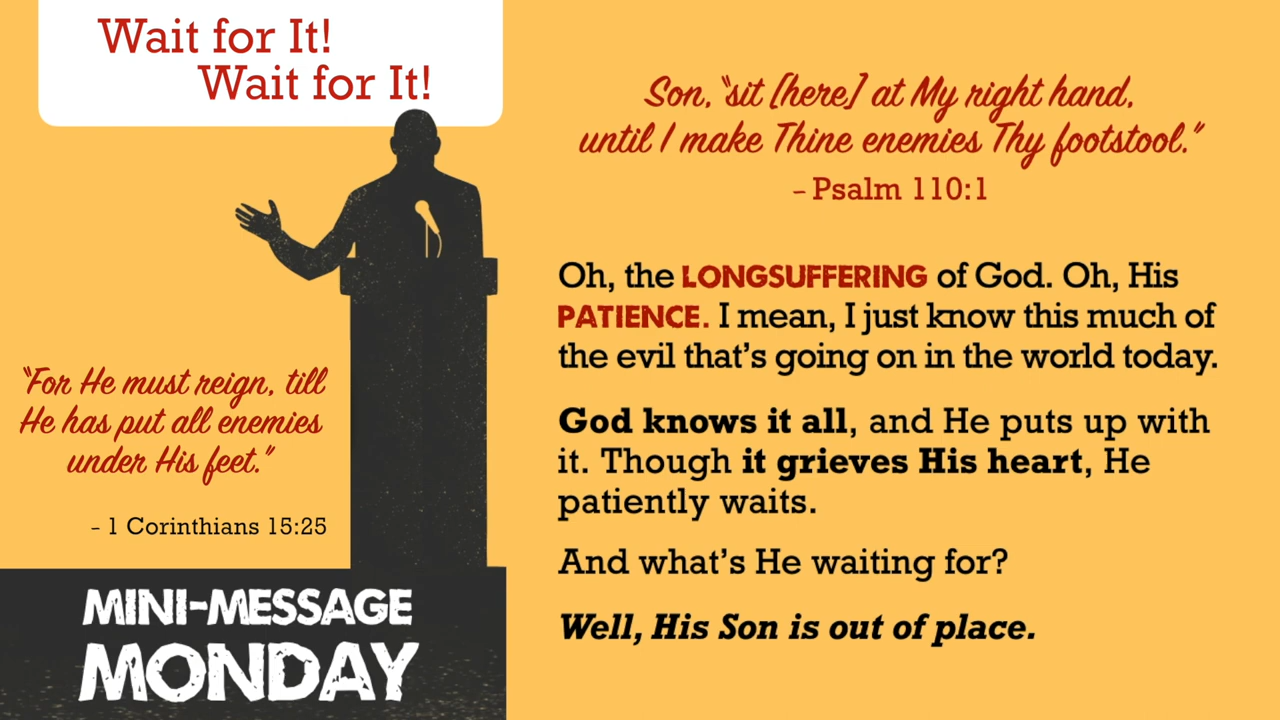 Wait for It!
Wait for It!
"For He must reign, till
He has put all enemies
under His feet."
– 1 Corinthians 15:25
MINI-MESSAGE
MONDAY
Son, "sit [here] at My right hand,
until I make Thine enemies Thy footstool."
– Psalm 110:1
Oh, the LONGSUFFERING of God. Oh, His
PATIENCE. I mean, I just know this much of
the evil that's going on in the world today.
God knows it all, and He puts up with
it. Though it grieves His heart, He
patiently waits.
And what's He waiting for?
Well, His Son is out of place.